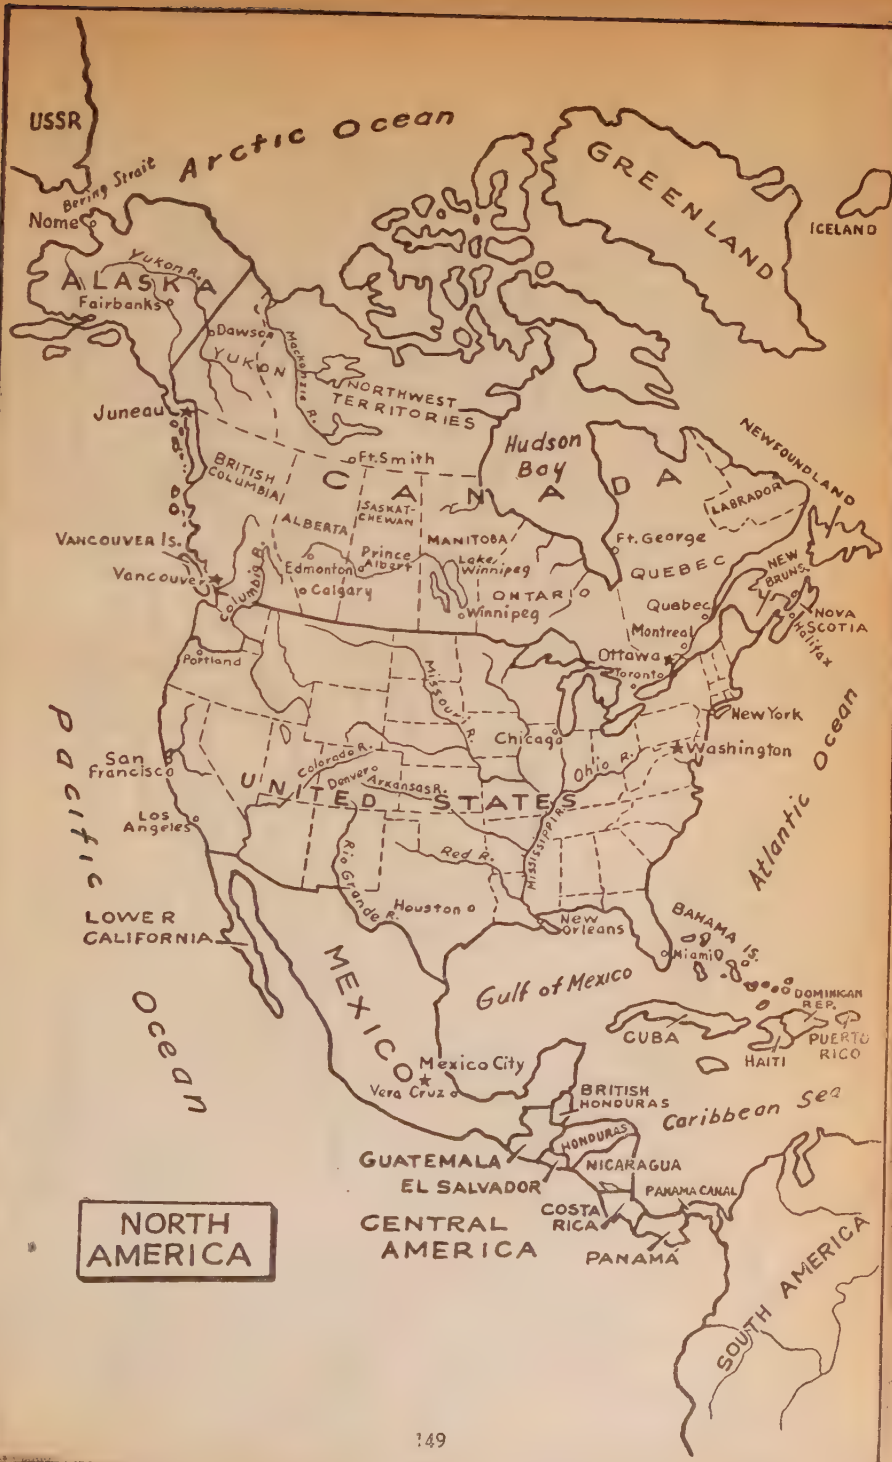 USSR
Arctic Ocean
Bering Strait
GREENLAND
ICELAND
Nome
Yukon R.
ALASKA
Fairbanks
Dawson
YUKON
Mackenzie R.
NORTHWEST
TERRITORIES
Juneau
Hudson
Bay
Ft. Smith
CANADA
NEWFOUNDLAND
LABRADOR
BRITISH
COLUMBIA
ALBERTA
SASKAT-
CHEWAN
MANITOBA
Ft. George
VANCOUVER Is.
Vancouver
Columbia R.
Edmonton
Prince
Albert
Calgary
Lake
Winnipeg
Winnipeg
ONTAR
QUEBEC
NEW
BRUNS.
Quebec
NOVA
SCOTIA
Halifax
Montreal
Ottawa
Toronto
Portland
Missouri R.
New York
Chicago
Washington
San
Francisco
Colorado R.
Denver
Arkansas R.
Ohio R.
UNITED STATES
Los
Angeles
Mississippi R.
Red R.
Rio Grande R.
Houston
New
Orleans
Pacific
Ocean
Atlantic Ocean
LOWER
CALIFORNIA
BAHAMA IS.
Miami
MEXICO
Gulf of Mexico
DOMINICAN
REP.
CUBA
HAITI
PUERTO
RICO
Mexico City
Vera Cruz
BRITISH
HONDURAS
Caribbean Sea
HONDURAS
GUATEMALA
NICARAGUA
EL SALVADOR
PANAMA CANAL
COSTA
RICA
CENTRAL
AMERICA
PANAMÁ
NORTH
AMERICA
SOUTH AMERICA
149